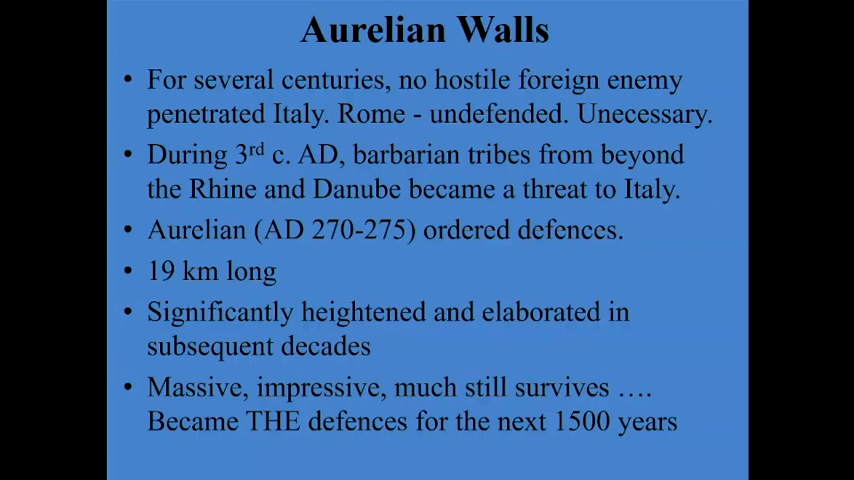 Aurelian Walls
• For several centuries, no hostile foreign enemy
penetrated Italy. Rome - undefended. Unecessary.
• During 3rd c. AD, barbarian tribes from beyond
the Rhine and Danube became a threat to Italy.
• Aurelian (AD 270-275) ordered defences.
• 19 km long
• Significantly heightened and elaborated in
subsequent decades
• Massive, impressive, much still survives ….
Became THE defences for the next 1500 years